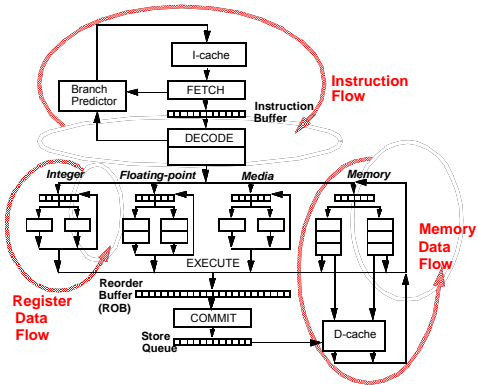 I-cache
Instruction
Flow
Branch
Predictor
FETCH
Instruction
Buffer
DECODE
Integer
Floating-point
Media
Memory
Memory
Data
Flow
EXECUTE
Register
Data
Flow
Reorder
Buffer
(ROB)
COMMIT
Store
Queue
D-cache